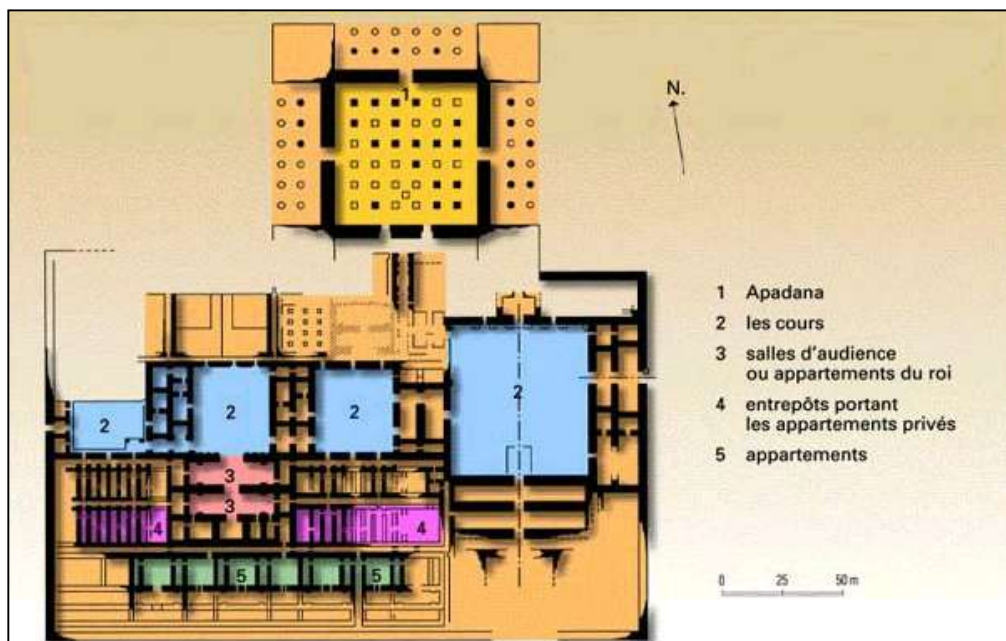 1
N.
2
2
2
2
3
3
4
4
5
5
1 Apadana
2 les cours
3 salles d'audience
ou appartements du roi
4 entrepôts portant
les appartements privés
5 appartements
0 25 50 m